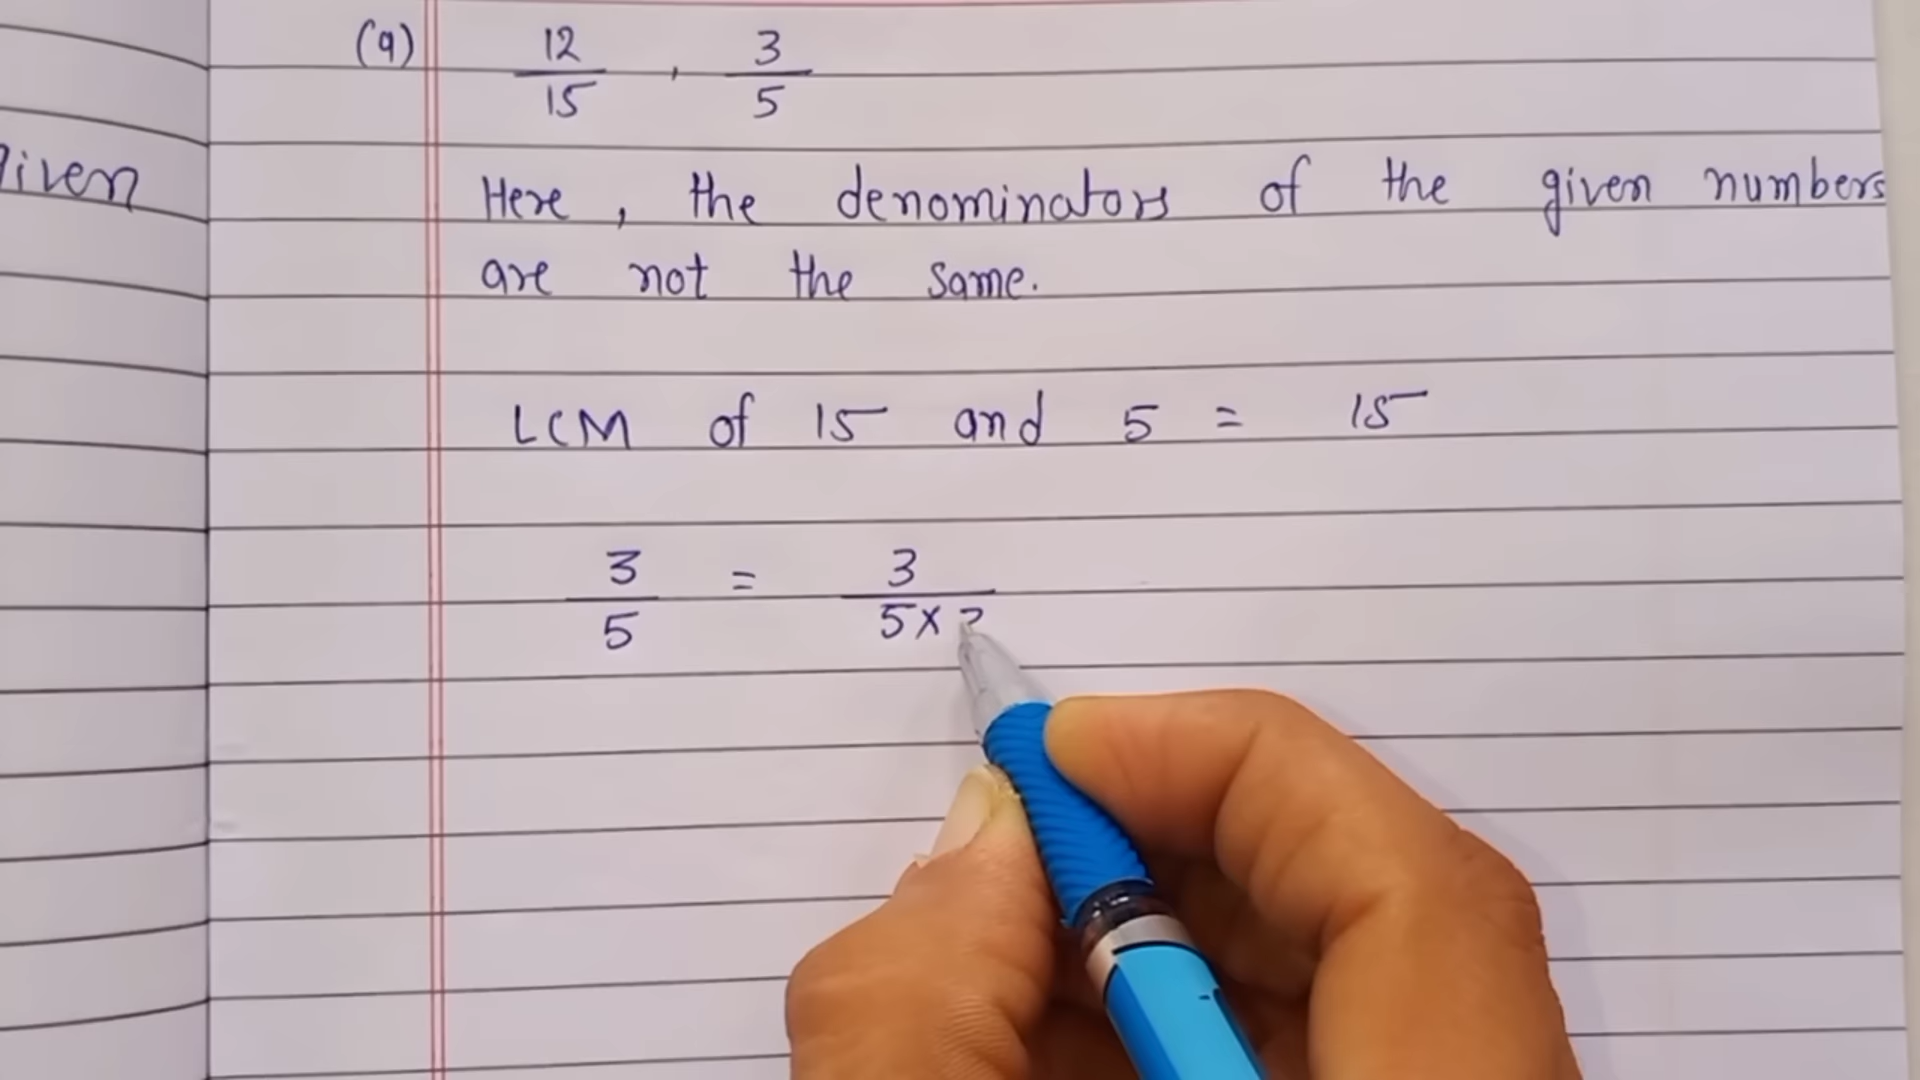 (9) 12/15 , 3/5
Here, the denominators of the given numbers
are not the same.
LCM of 15 and 5 = 15
3/5 = 3/5×